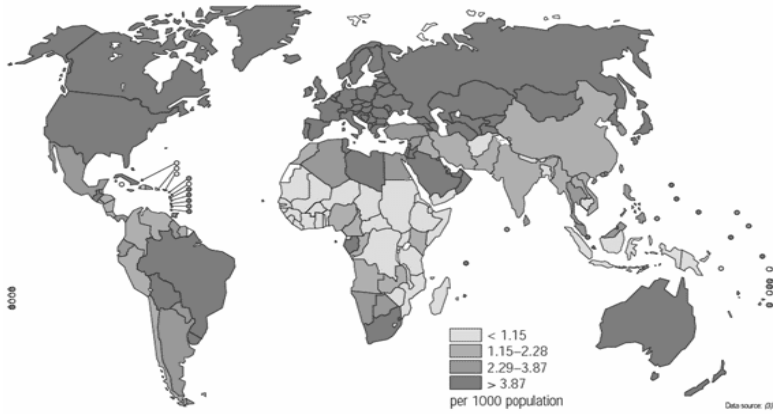 < 1.15
1.15–2.28
2.29–3.87
> 3.87
per 1000 population
Data source: